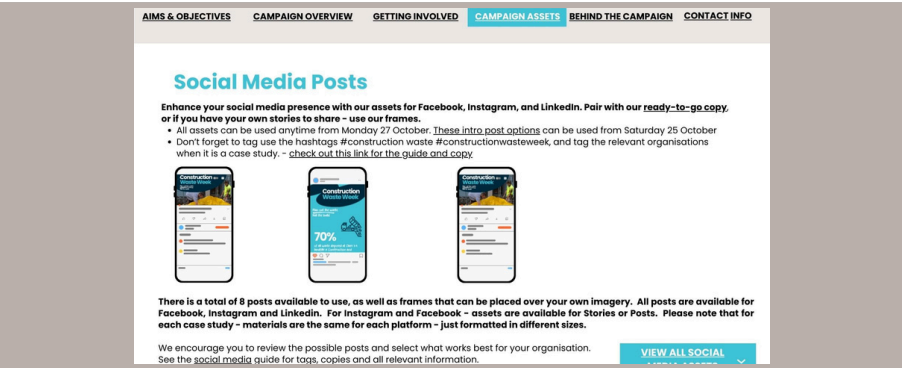 AIMS & OBJECTIVES CAMPAIGN OVERVIEW GETTING INVOLVED CAMPAIGN ASSETS BEHIND THE CAMPAIGN CONTACT INFO
Social Media Posts
Enhance your social media presence with our assets for Facebook, Instagram, and LinkedIn. Pair with our ready-to-go copy,
or if you have your own stories to share - use our frames.
• All assets can be used anytime from Monday 27 October. These intro post options can be used from Saturday 25 October
• Don't forget to tag use the hashtags #construction waste #constructionwasteweek, and tag the relevant organisations
when it is a case study. - check out this link for the guide and copy
Construction
Waste Week
Construction
Waste Week
70%
Construction
Waste Week
There is a total of 8 posts available to use, as well as frames that can be placed over your own imagery. All posts are available for
Facebook, Instagram and Linkedin. For Instagram and Facebook - assets are available for Stories or Posts. Please note that for
each case study - materials are the same for each platform - just formatted in different sizes.
We encourage you to review the possible posts and select what works best for your organisation.
See the social media guide for tags, copies and all relevant information.
VIEW ALL SOCIAL
MEDIA ASSETS